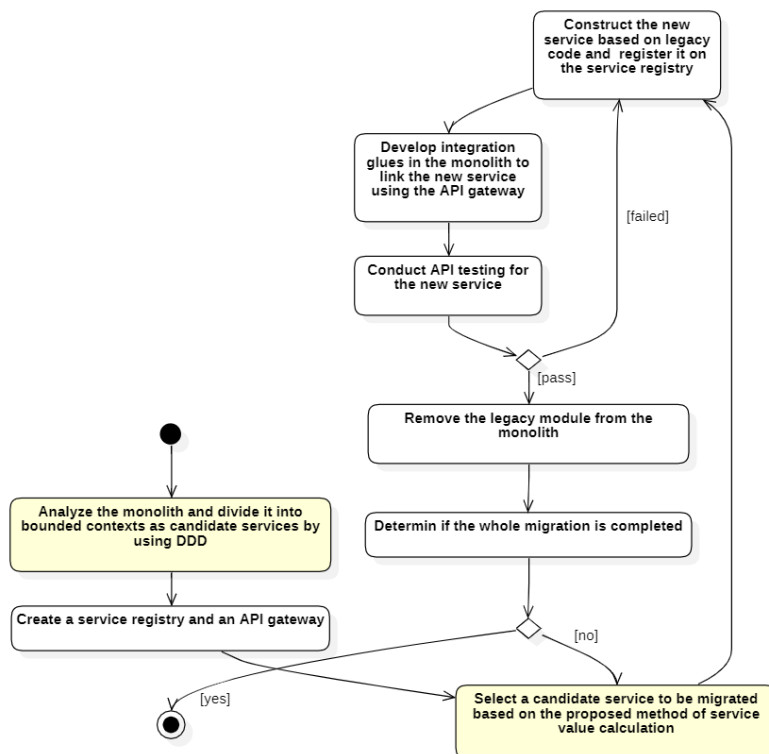 Construct the new
service based on legacy
code and  register it on
the service registry
Develop integration
glues in the monolith to
link the new service
using the API gateway
[failed]
Conduct API testing for
the new service
[pass]
Remove the legacy module from the
monolith
Analyze the monolith and divide it into
bounded contexts as candidate services by
using DDD
Determin if the whole migration is completed
Create a service registry and an API gateway
[no]
[yes]
Select a candidate service to be migrated
based on the proposed method of service
value calculation